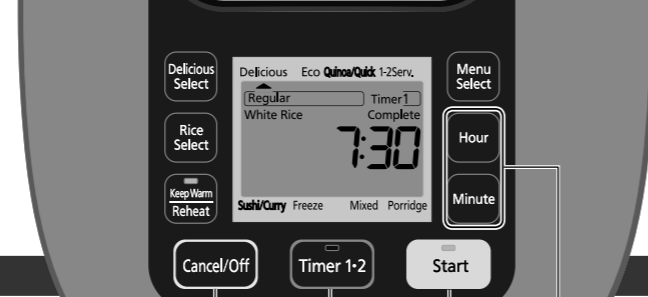 Delicious
Select
Rice
Select
Keep Warm
Reheat
Delicious Eco Quinoa/Quick 1-2Serv.
Regular Timer1
White Rice Complete
7:30
Sushi/Curry Freeze Mixed Porridge
Menu
Select
Hour
Minute
Cancel/Off
Timer 1•2
Start